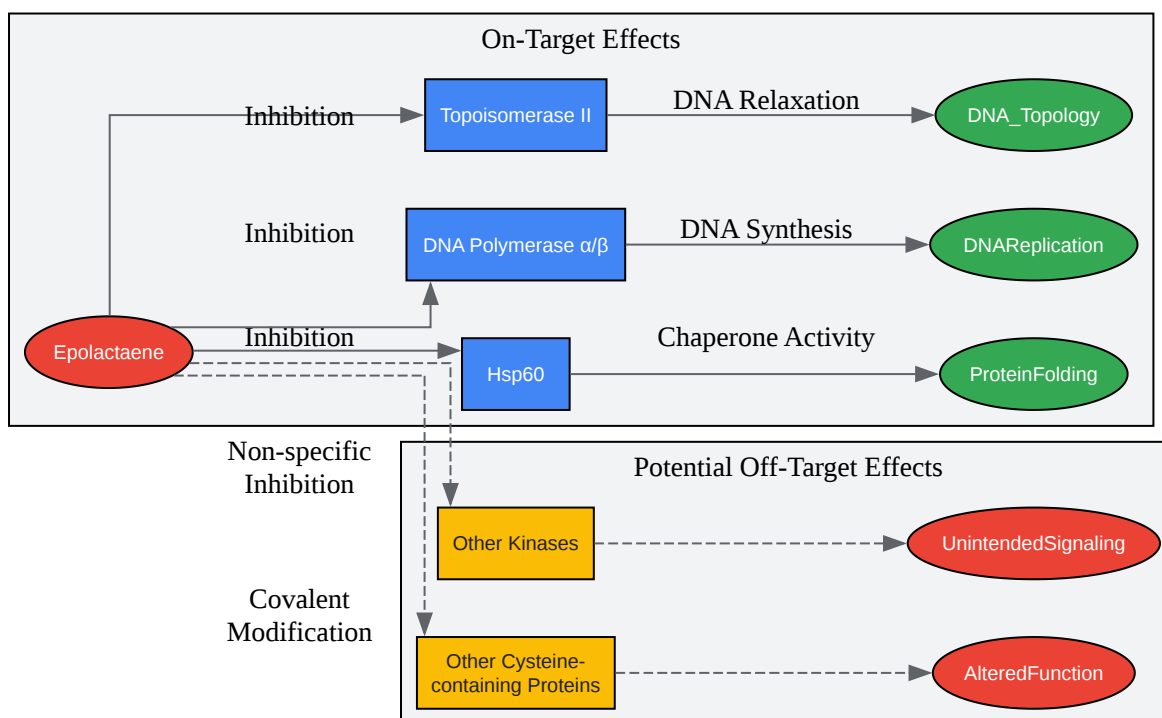 On-Target Effects
Inhibition
Topoisomerase II
DNA Relaxation
DNA_Topology
Inhibition
DNA Polymerase α/β
DNA Synthesis
DNAReplication
Epolactaene
Inhibition
Hsp60
Chaperone Activity
ProteinFolding
Non-specific
Inhibition
Potential Off-Target Effects
Other Kinases
UnintendedSignaling
Covalent
Modification
Other Cysteine-
containing Proteins
AlteredFunction